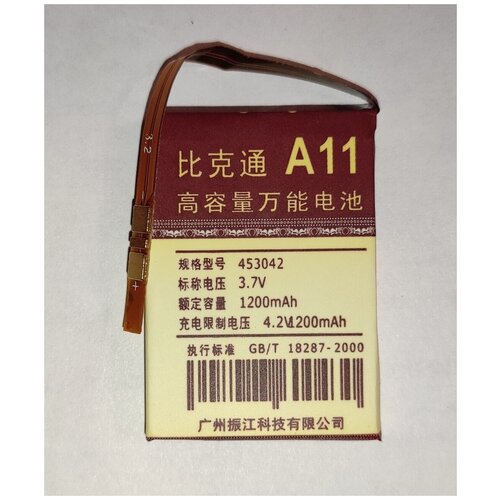 3.2
比克通 A11
高容量万能电池
规格型号 453042
标称电压 3.7V
额定容量 1200mAh
充电限制电压 4.2V1200mAh
执行标准 GB/T 18287-2000
广州振江科技有限公司
+